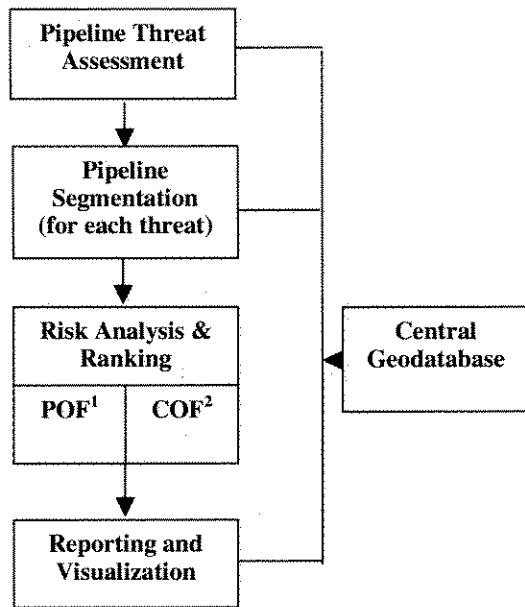 Pipeline Threat
Assessment
Pipeline
Segmentation
(for each threat)
Risk Analysis &
Ranking
POF¹
COF²
Central
Geodatabase
Reporting and
Visualization